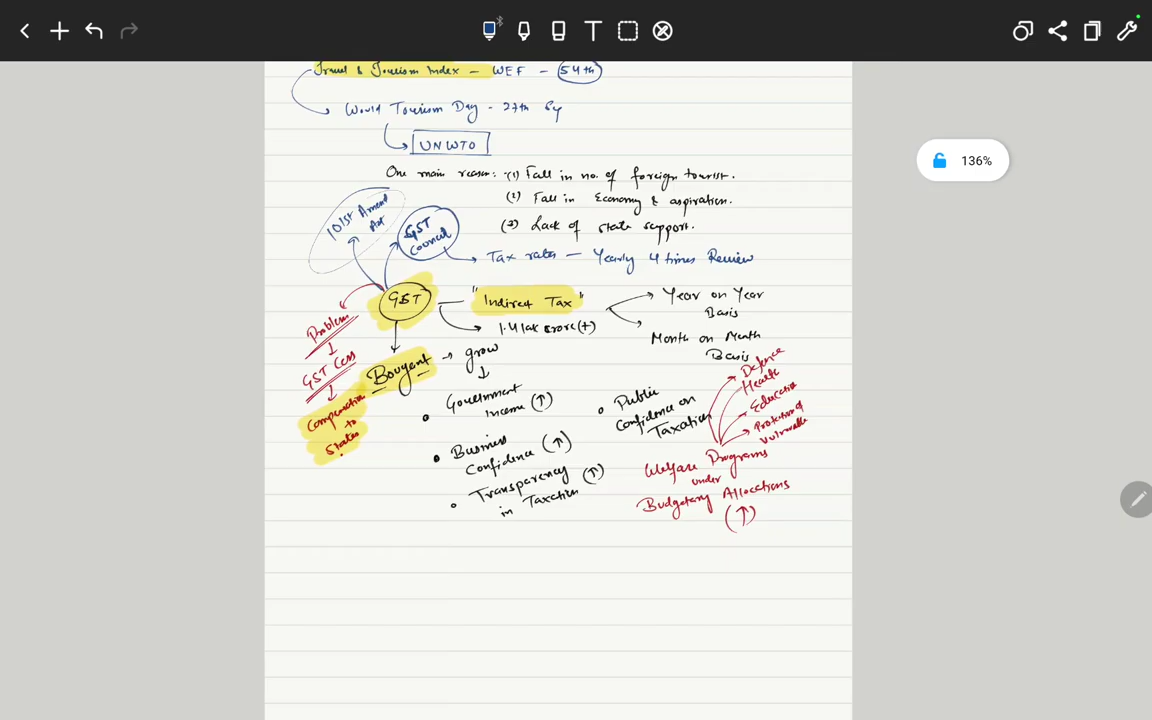 136%
Travel & Tourism Index - WEF - 54th
World Tourism Day - 27th Sep
UNWTO
One main reason: (1) Fall in no. of foreign tourist.
(2) Fall in Economy & aspiration.
(3) Lack of state support.
101st Amend
Act
GST
Council
Tax rates - Yearly 4 times Review
GST
"Indirect Tax"
1.4 lak crore (+)
Year on Year
Basis
Month on Month
Basis
Problem
GST Cess
Compensation
to
States
Bouyant
grow
Government
Income (↑)
Business
Confidence (↑)
Transparency
in Taxation (↑)
Public
Confidence on
Taxation
Defence
Health
Education
Protection of
Vulnerable
Welfare Programs
under
Budgetary Allocations
(↑)